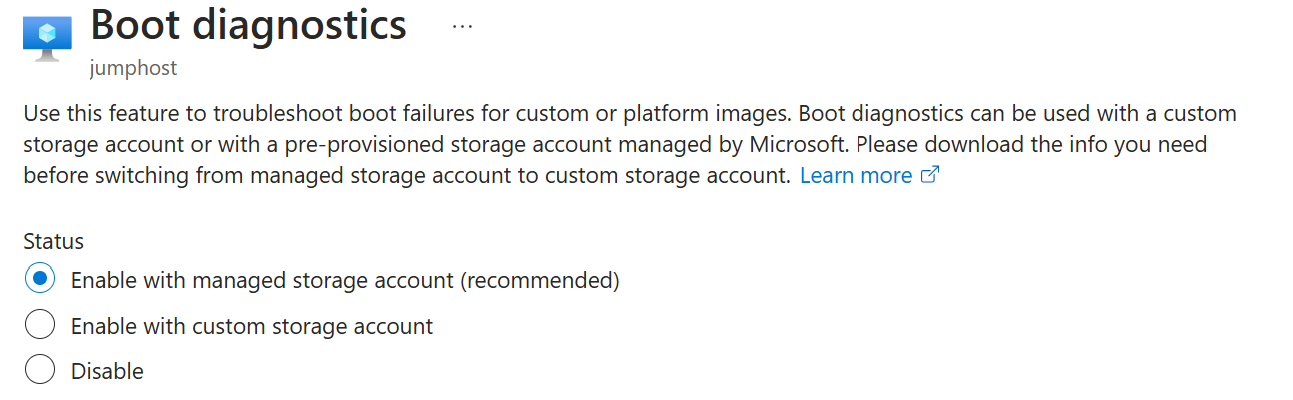 Boot diagnostics ...
jumphost
Use this feature to troubleshoot boot failures for custom or platform images. Boot diagnostics can be used with a custom
storage account or with a pre-provisioned storage account managed by Microsoft. Please download the info you need
before switching from managed storage account to custom storage account. Learn more
Status
Enable with managed storage account (recommended)
Enable with custom storage account
Disable